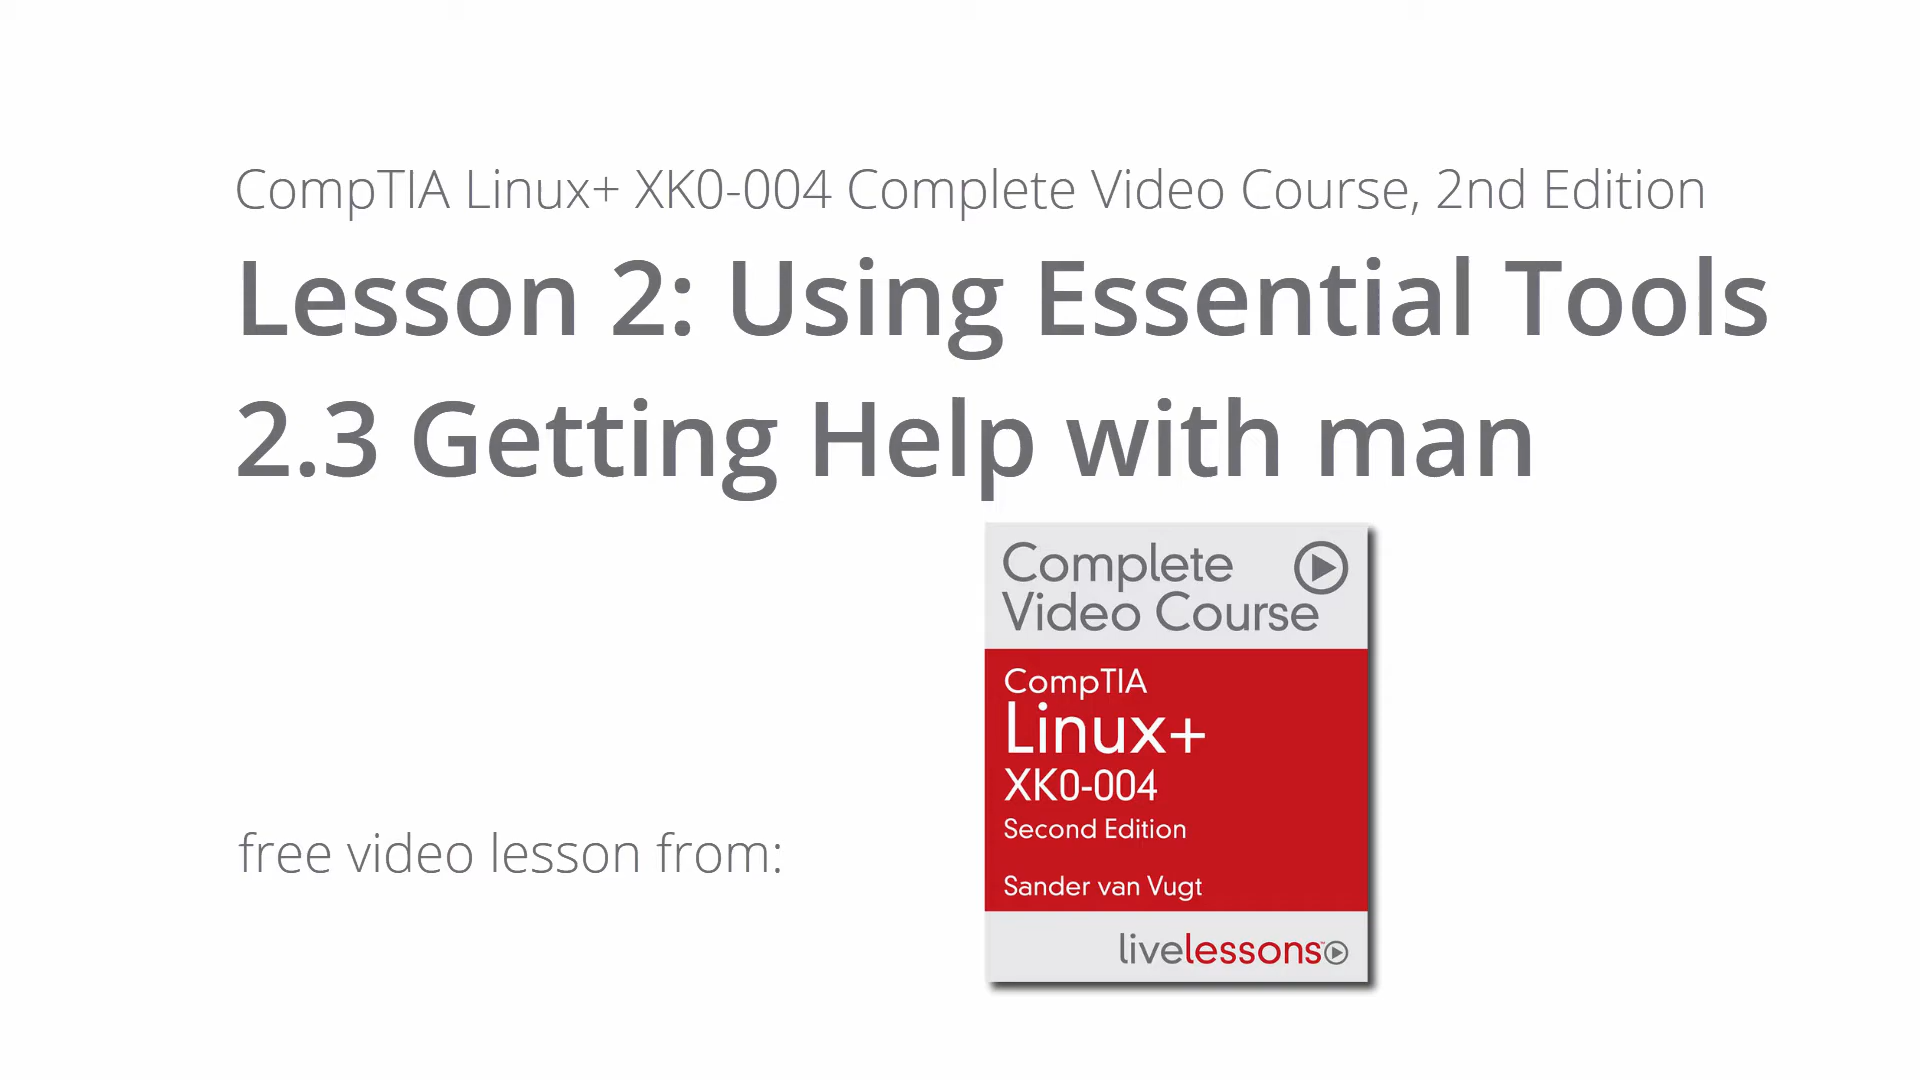 CompTIA Linux+ XK0-004 Complete Video Course, 2nd Edition
Lesson 2: Using Essential Tools
2.3 Getting Help with man
Complete
Video Course
CompTIA
Linux+
XK0-004
Second Edition
Sander van Vugt
livelessons™
free video lesson from: